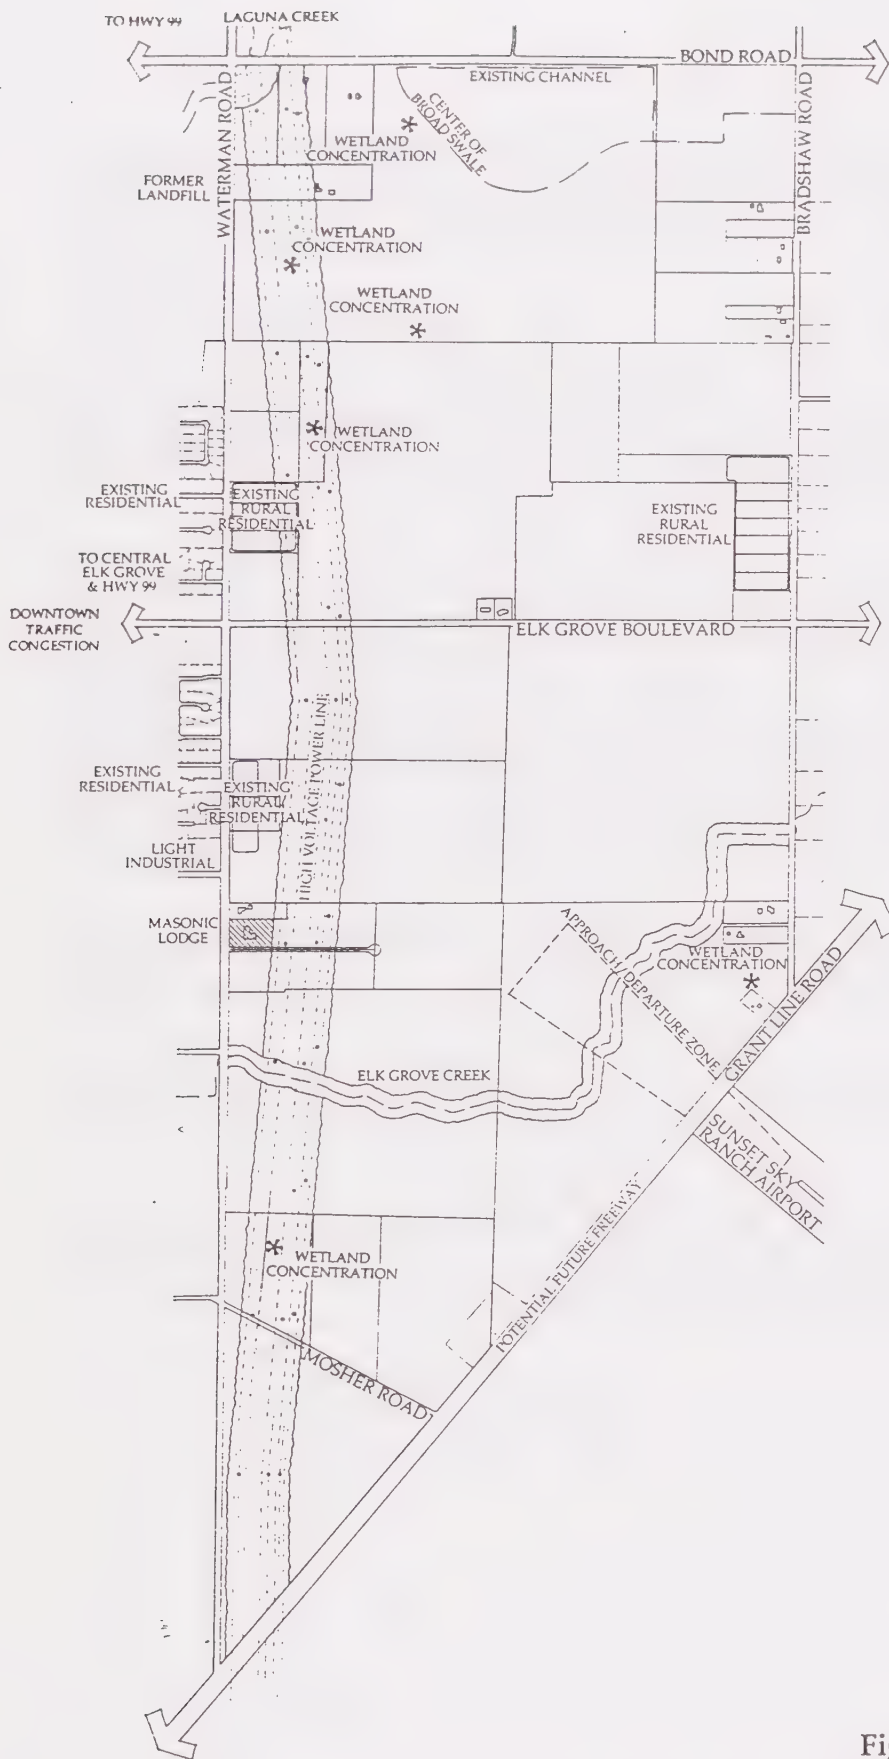 TO HWY 99
LAGUNA CREEK
BOND ROAD
EXISTING CHANNEL
WATERMAN ROAD
BRADSHAW ROAD
CENTER OF
BROAD SWALE
WETLAND
CONCENTRATION
FORMER
LANDFILL
WETLAND
CONCENTRATION
WETLAND
CONCENTRATION
WETLAND
CONCENTRATION
EXISTING
RESIDENTIAL
EXISTING
RURAL
RESIDENTIAL
EXISTING
RURAL
RESIDENTIAL
TO CENTRAL
ELK GROVE
& HWY 99
DOWNTOWN
TRAFFIC
CONGESTION
ELK GROVE BOULEVARD
HIGH VOLTAGE POWER LINE
EXISTING
RESIDENTIAL
EXISTING
RURAL
RESIDENTIAL
LIGHT
INDUSTRIAL
MASONIC
LODGE
APPROACH/DEPARTURE ZONE
WETLAND
CONCENTRATION
GRANT LINE ROAD
ELK GROVE CREEK
SUNSET SKY
RANCH AIRPORT
POTENTIAL FUTURE FREEWAY
WETLAND
CONCENTRATION
MOSHER ROAD